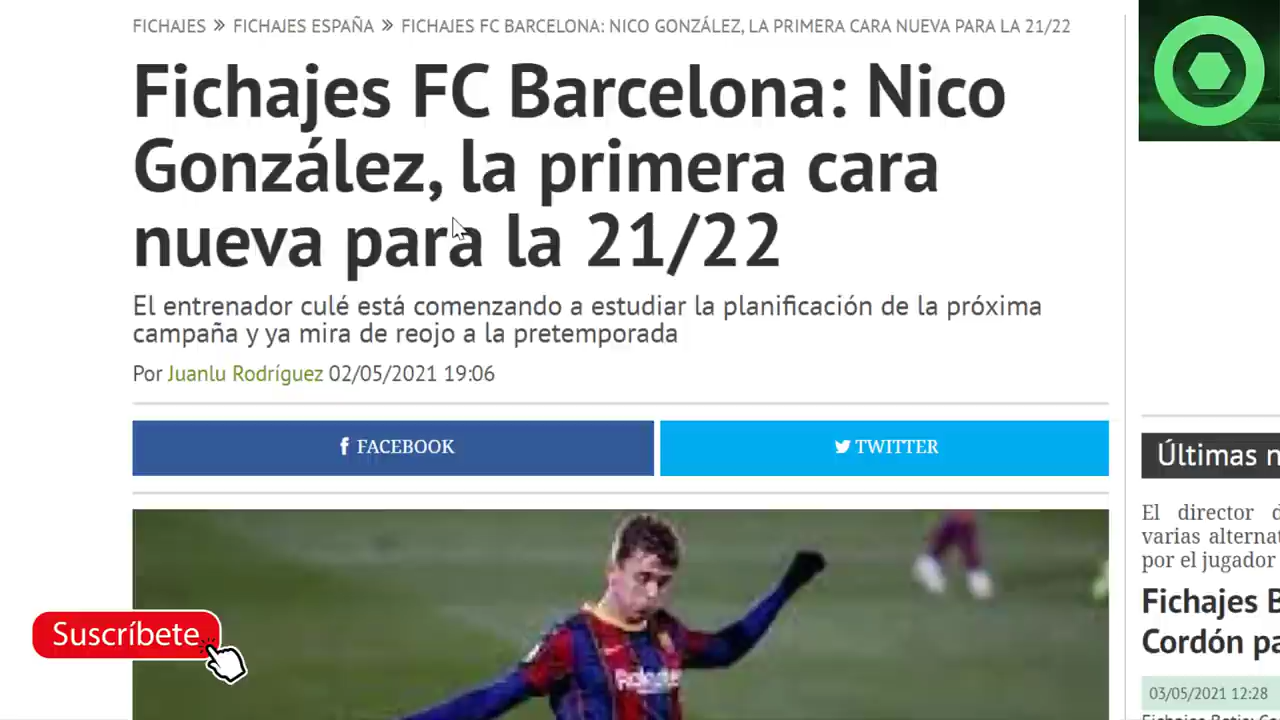 FICHAJES » FICHAJES ESPAÑA » FICHAJES FC BARCELONA: NICO GONZÁLEZ, LA PRIMERA CARA NUEVA PARA LA 21/22
Fichajes FC Barcelona: Nico
González, la primera cara
nueva para la 21/22
El entrenador culé está comenzando a estudiar la planificación de la próxima
campaña y ya mira de reojo a la pretemporada
Por Juanlu Rodríguez 02/05/2021 19:06
FACEBOOK
TWITTER
Suscríbete
Últimas n
El director d
varias alternat
por el jugador
Fichajes B
Cordón pa
03/05/2021 12:28